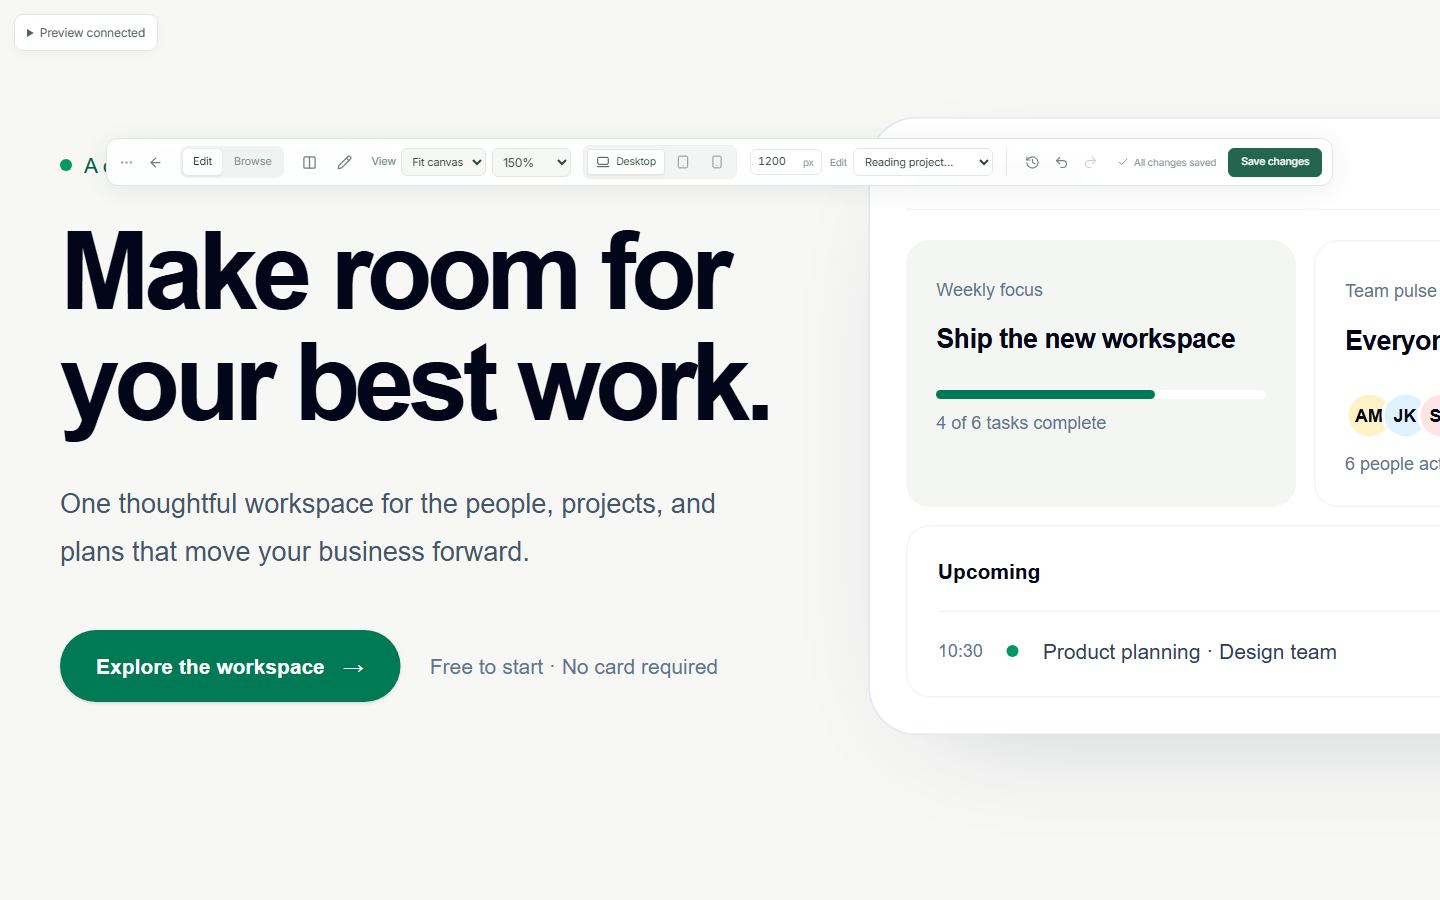 Preview connected
A
Edit Browse View Fit canvas 150% Desktop 1200 px Edit Reading project... All changes saved Save changes
Make room for
your best work.
One thoughtful workspace for the people, projects, and
plans that move your business forward.
Explore the workspace →
Free to start · No card required
Weekly focus
Ship the new workspace
4 of 6 tasks complete
Team pulse
AM JK
6 people
Upcoming
10:30 Product planning · Design team